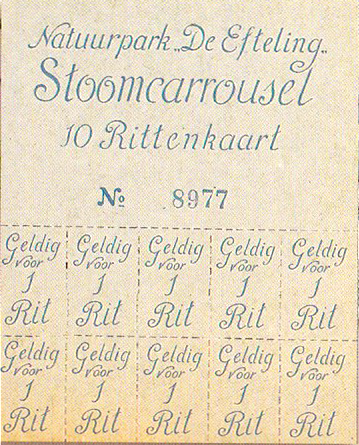 Natuurpark „De Efteling„
Stoomcarrousel
10 Rittenkaart
No 8977
Geldig Geldig Geldig Geldig Geldig
voor voor voor voor voor
1 1 1 1 1
Rit Rit Rit Rit Rit
Geldig Geldig Geldig Geldig Geldig
voor voor voor voor voor
1 1 1 1 1
Rit Rit Rit Rit Rit